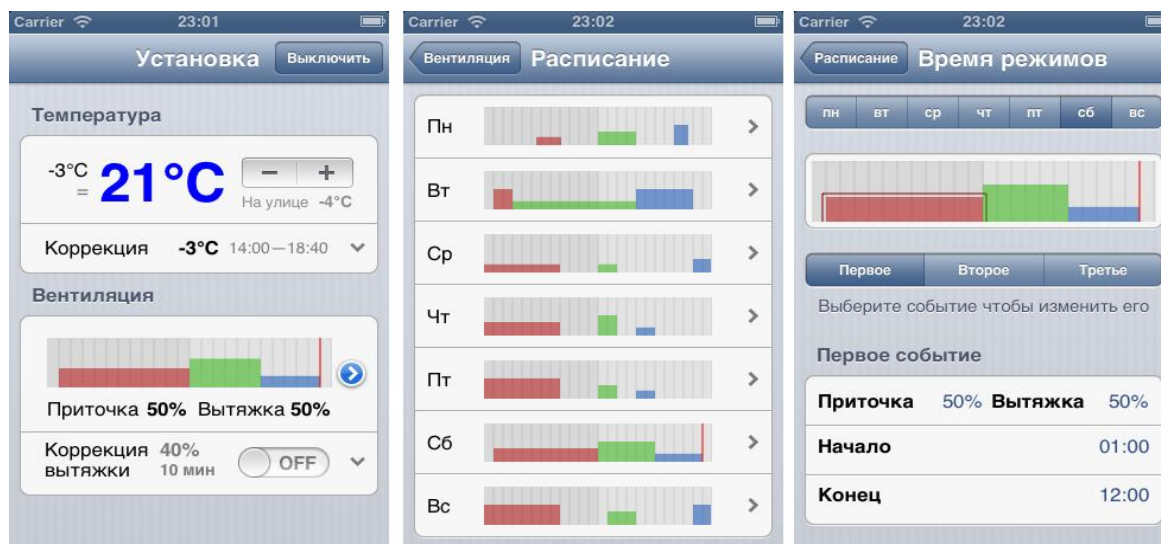 Carrier 23:01
Установка Выключить
Температура
-3°C = 21°C − +
На улице -4°C
Коррекция -3°C 14:00—18:40
Вентиляция
Приточка 50% Вытяжка 50%
Коррекция вытяжки 40% 10 мин OFF
Carrier 23:02
Вентиляция Расписание
Пн
Вт
Ср
Чт
Пт
Сб
Вс
Carrier 23:02
Расписание Время режимов
пн вт ср чт пт сб вс
Первое Второе Третье
Выберите событие чтобы изменить его
Первое событие
Приточка 50% Вытяжка 50%
Начало 01:00
Конец 12:00